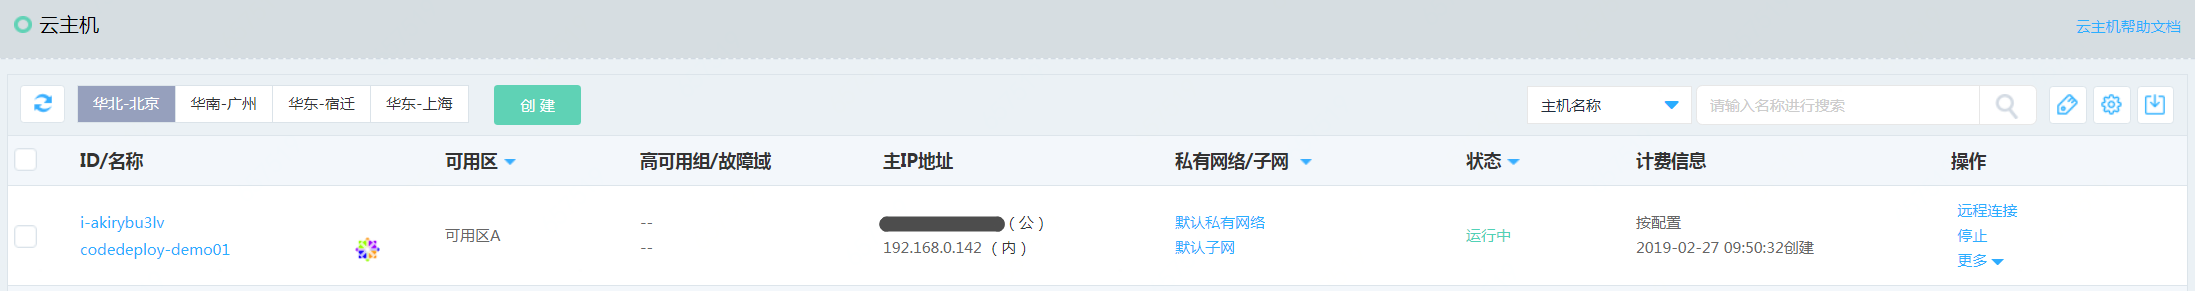 云主机
云主机帮助文档
华北-北京 华南-广州 华东-宿迁 华东-上海 创建 主机名称 请输入名称进行搜索
ID/名称 可用区 高可用组/故障域 主IP地址 私有网络/子网 状态 计费信息 操作
i-akirybu3lv
codedeploy-demo01
可用区A
--
--
（公）
192.168.0.142 （内）
默认私有网络
默认子网
运行中
按配置
2019-02-27 09:50:32创建
远程连接
停止
更多